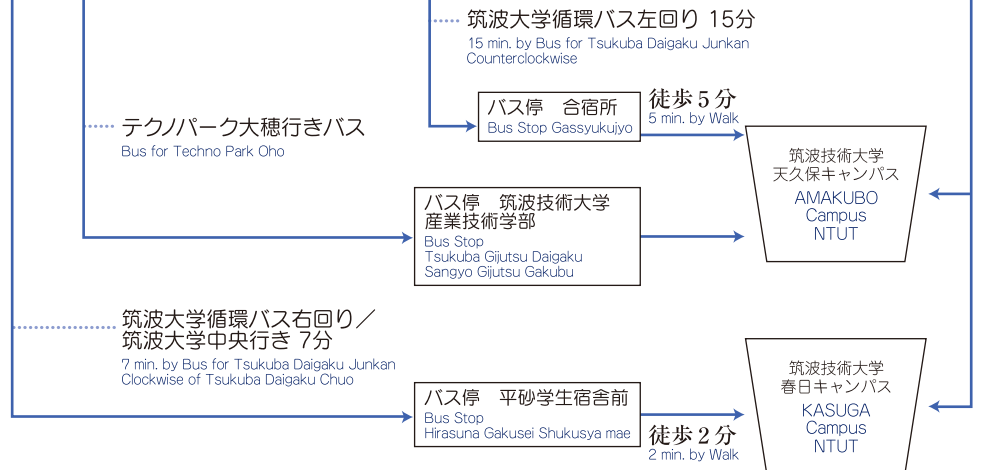 筑波大学循環バス左回り 15分
15 min. by Bus for Tsukuba Daigaku Junkan
Counterclockwise
バス停　合宿所
Bus Stop Gassyukujyo
徒歩５分
5 min. by Walk
テクノパーク大穂行きバス
Bus for Techno Park Oho
筑波技術大学
天久保キャンパス
AMAKUBO
Campus
NTUT
バス停　筑波技術大学
産業技術学部
Bus Stop
Tsukuba Gijutsu Daigaku
Sangyo Gijutsu Gakubu
筑波大学循環バス右回り／
筑波大学中央行き 7分
7 min. by Bus for Tsukuba Daigaku Junkan
Clockwise of Tsukuba Daigaku Chuo
バス停　平砂学生宿舎前
Bus Stop
Hirasuna Gakusei Shukusya mae
徒歩２分
2 min. by Walk
筑波技術大学
春日キャンパス
KASUGA
Campus
NTUT